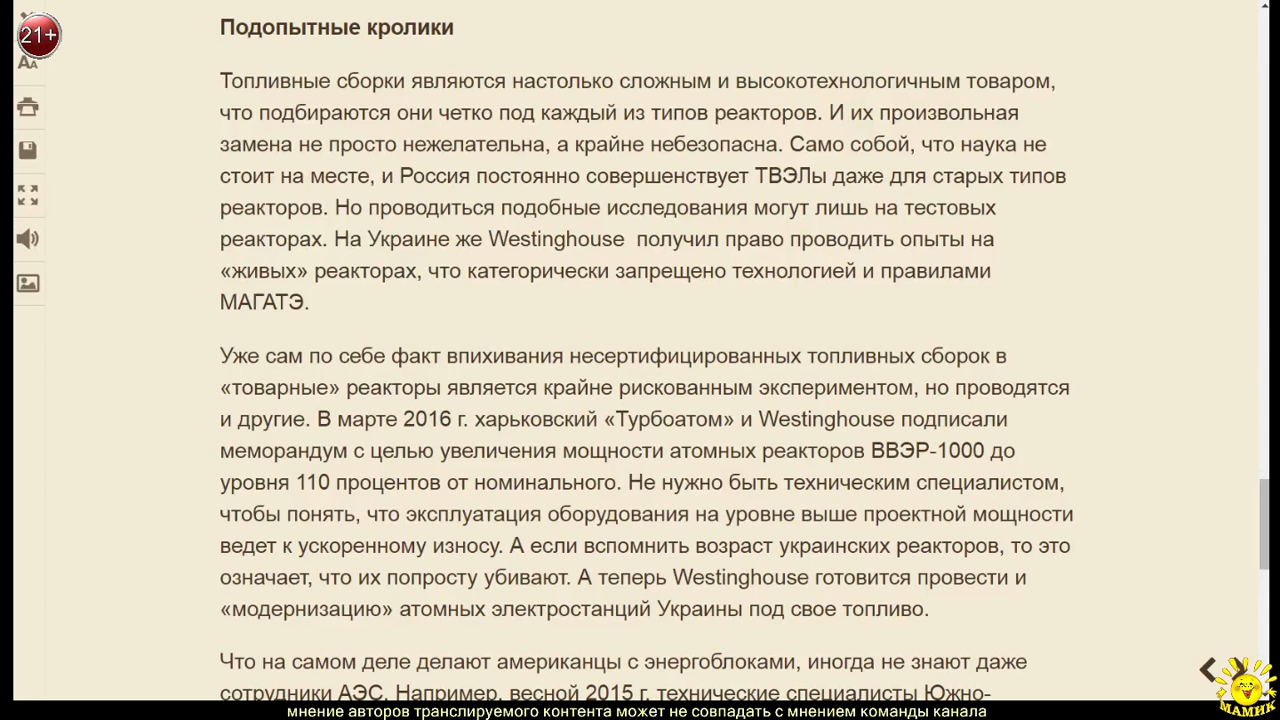 21+
Подопытные кролики
AA
Топливные сборки являются настолько сложным и высокотехнологичным товаром,
что подбираются они четко под каждый из типов реакторов. И их произвольная
замена не просто нежелательна, а крайне небезопасна. Само собой, что наука не
стоит на месте, и Россия постоянно совершенствует ТВЭЛы даже для старых типов
реакторов. Но проводиться подобные исследования могут лишь на тестовых
реакторах. На Украине же Westinghouse получил право проводить опыты на
«живых» реакторах, что категорически запрещено технологией и правилами
МАГАТЭ.
Уже сам по себе факт впихивания несертифицированных топливных сборок в
«товарные» реакторы является крайне рискованным экспериментом, но проводятся
и другие. В марте 2016 г. харьковский «Турбоатом» и Westinghouse подписали
меморандум с целью увеличения мощности атомных реакторов ВВЭР-1000 до
уровня 110 процентов от номинального. Не нужно быть техническим специалистом,
чтобы понять, что эксплуатация оборудования на уровне выше проектной мощности
ведет к ускоренному износу. А если вспомнить возраст украинских реакторов, то это
означает, что их попросту убивают. А теперь Westinghouse готовится провести и
«модернизацию» атомных электростанций Украины под свое топливо.
Что на самом деле делают американцы с энергоблоками, иногда не знают даже
сотрудники АЭС. Например, весной 2015 г. технические специалисты Южно-
МАМИК
мнение авторов транслируемого контента может не совпадать с мнением команды канала